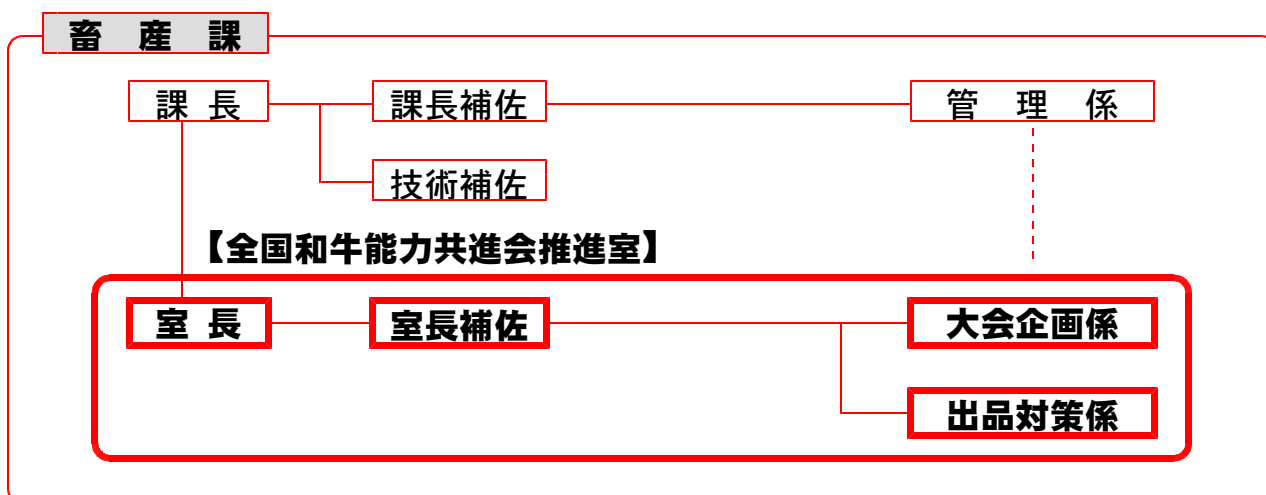 畜　産　課
課 長
課長補佐
管　理　係
技術補佐
【全国和牛能力共進会推進室】
室 長
室長補佐
大会企画係
出品対策係